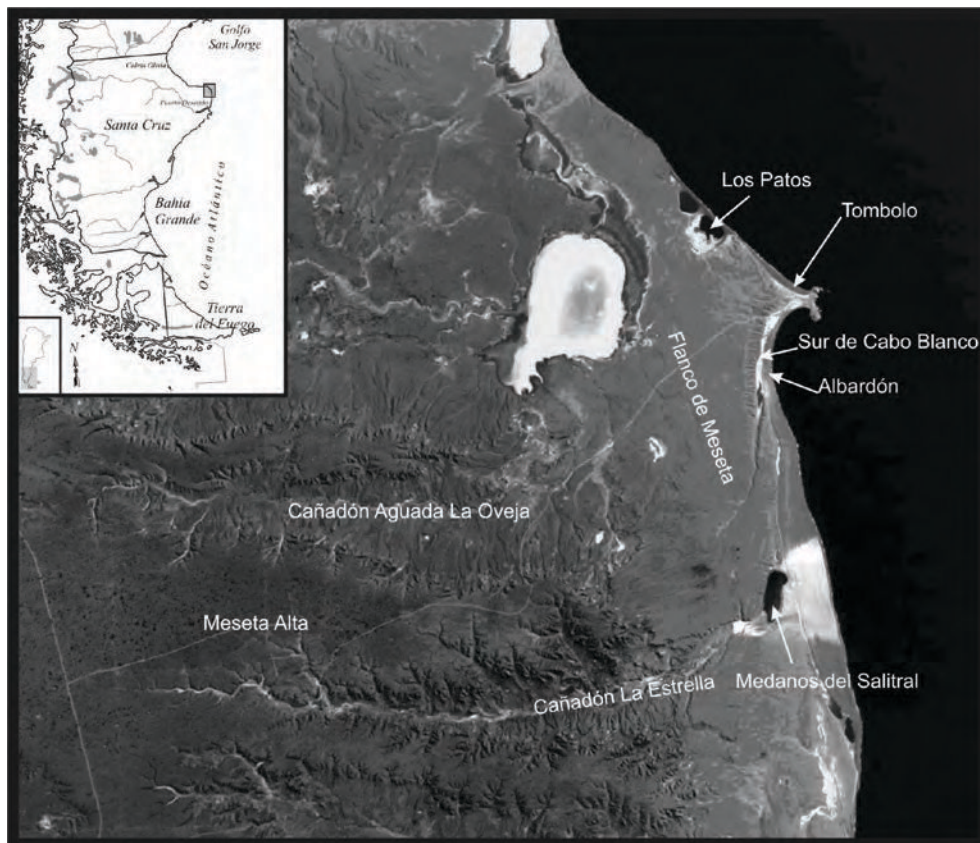 Golfo
San Jorge
Santa Cruz
Bahía
Grande
Océano Atlántico
Tierra
del Fuego
N
Los Patos
Tombolo
Sur de Cabo Blanco
Albardón
Flanco de Meseta
Cañadón Aguada La Oveja
Meseta Alta
Cañadón La Estrella
Medanos del Salitral